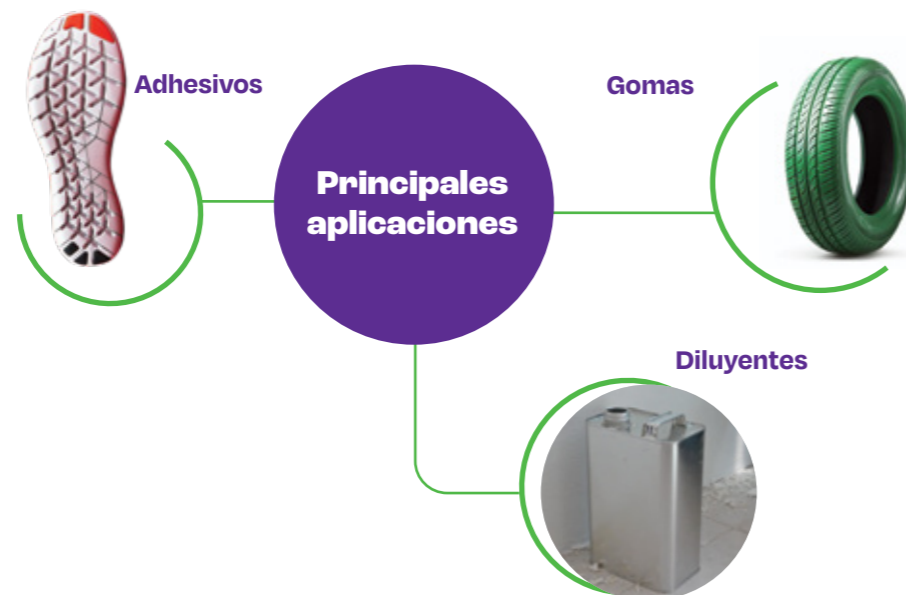 Adhesivos
Gomas
Principales
aplicaciones
Diluyentes